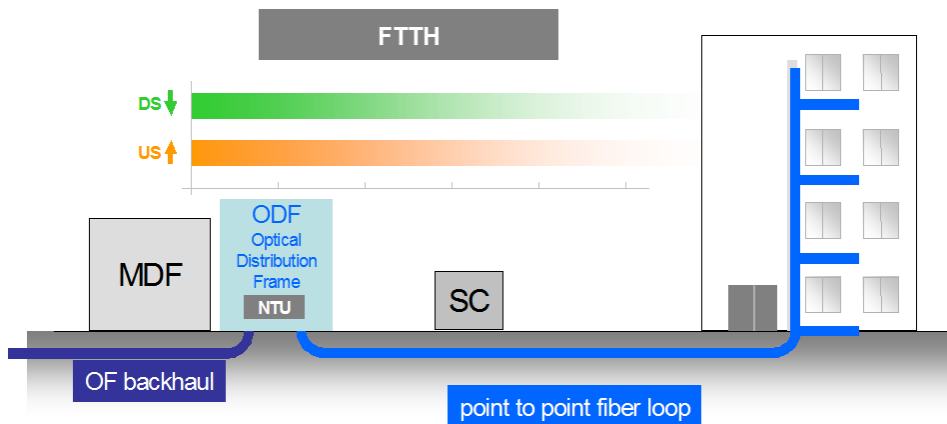 FTTH
DS
US
ODF
Optical
Distribution
Frame
NTU
MDF
SC
OF backhaul
point to point fiber loop